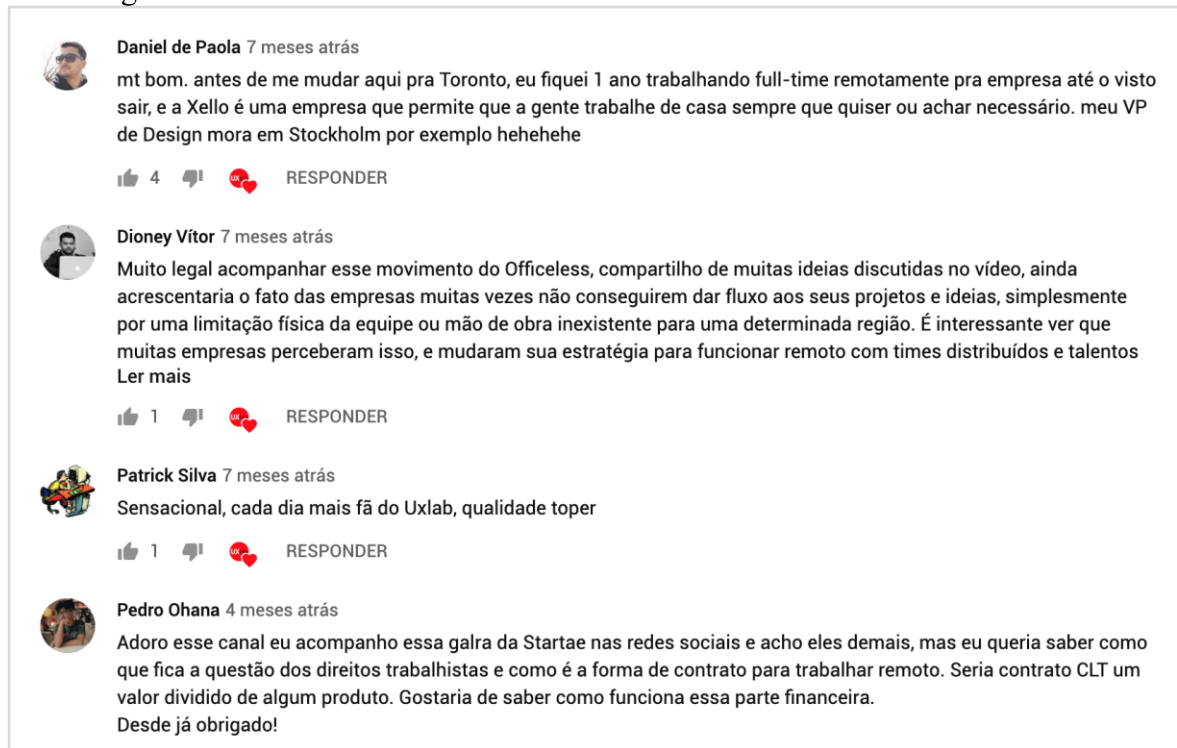 Daniel de Paola 7 meses atrás
mt bom. antes de me mudar aqui pra Toronto, eu fiquei 1 ano trabalhando full-time remotamente pra empresa até o visto
sair, e a Xello é uma empresa que permite que a gente trabalhe de casa sempre que quiser ou achar necessário. meu VP
de Design mora em Stockholm por exemplo hehehehe
4 UX RESPONDER
Dioney Vítor 7 meses atrás
Muito legal acompanhar esse movimento do Officeless, compartilho de muitas ideias discutidas no vídeo, ainda
acrescentaria o fato das empresas muitas vezes não conseguirem dar fluxo aos seus projetos e ideias, simplesmente
por uma limitação física da equipe ou mão de obra inexistente para uma determinada região. É interessante ver que
muitas empresas perceberam isso, e mudaram sua estratégia para funcionar remoto com times distribuídos e talentos
Ler mais
1 UX RESPONDER
Patrick Silva 7 meses atrás
Sensacional, cada dia mais fã do Uxlab, qualidade toper
1 UX RESPONDER
Pedro Ohana 4 meses atrás
Adoro esse canal eu acompanho essa galra da Startae nas redes sociais e acho eles demais, mas eu queria saber como
que fica a questão dos direitos trabalhistas e como é a forma de contrato para trabalhar remoto. Seria contrato CLT um
valor dividido de algum produto. Gostaria de saber como funciona essa parte financeira.
Desde já obrigado!